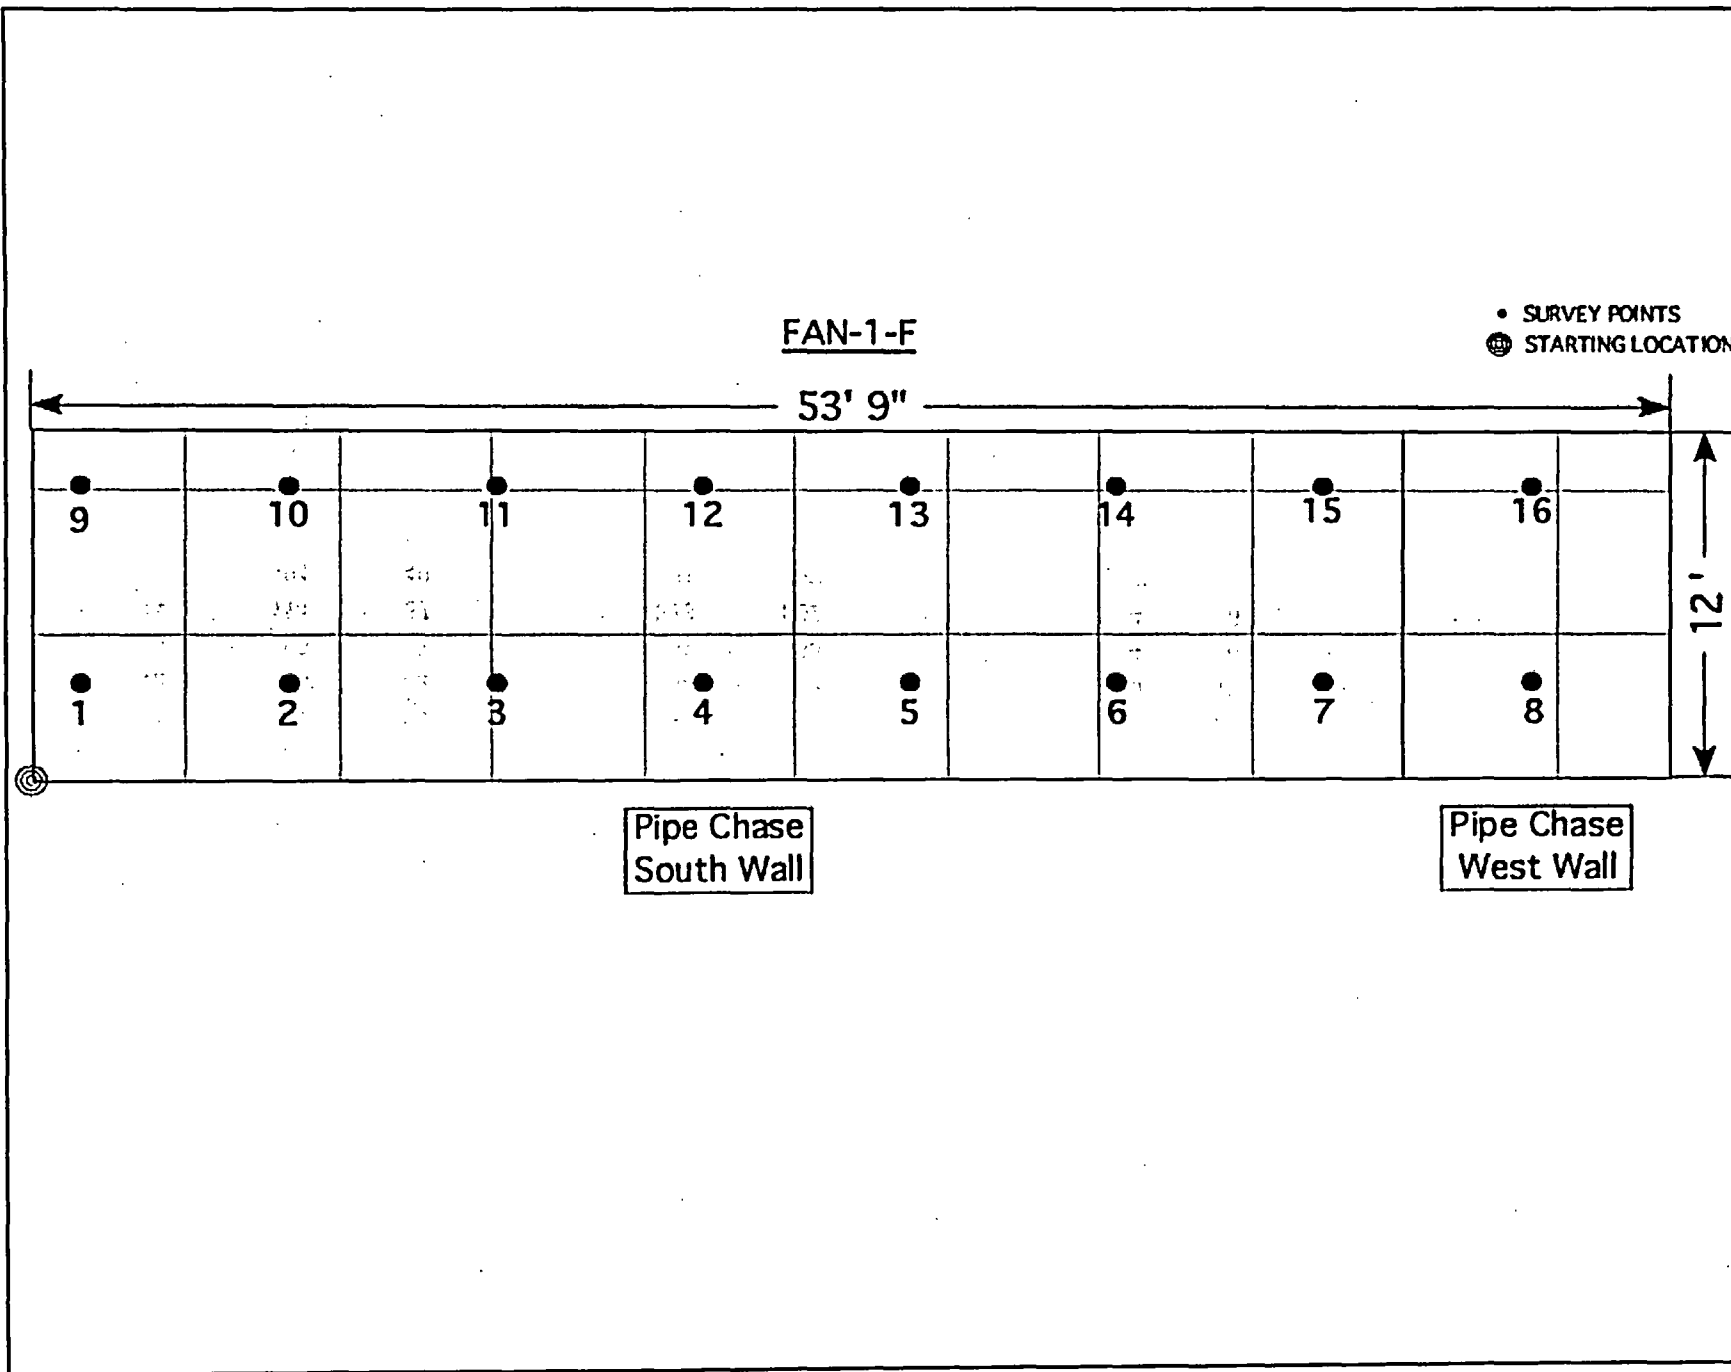 FAN-1-F
• SURVEY POINTS
STARTING LOCATION
53' 9"
9 10 11 12 13 14 15 16
12'
1 2 3 4 5 6 7 8
Pipe Chase
South Wall
Pipe Chase
West Wall